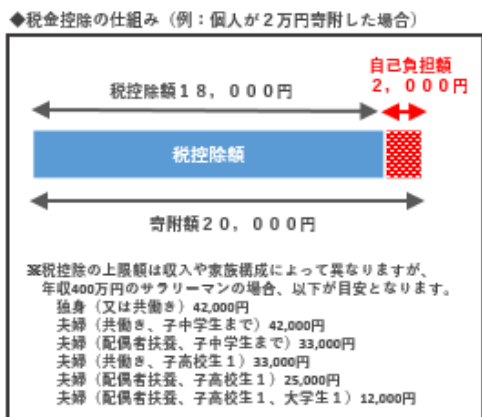 ◆税金控除の仕組み（例：個人が２万円寄附した場合）
自己負担額
２，０００円
税控除額１８，０００円
税控除額
寄附額２０，０００円
※税控除の上限額は収入や家族構成によって異なりますが、
年収400万円のサラリーマンの場合、以下が目安となります。
独身（又は共働き）42,000円
夫婦（共働き、子中学生まで）42,000円
夫婦（配偶者扶養、子中学生まで）33,000円
夫婦（共働き、子高校生１）33,000円
夫婦（配偶者扶養、子高校生１）25,000円
夫婦（配偶者扶養、子高校生１、大学生１）12,000円